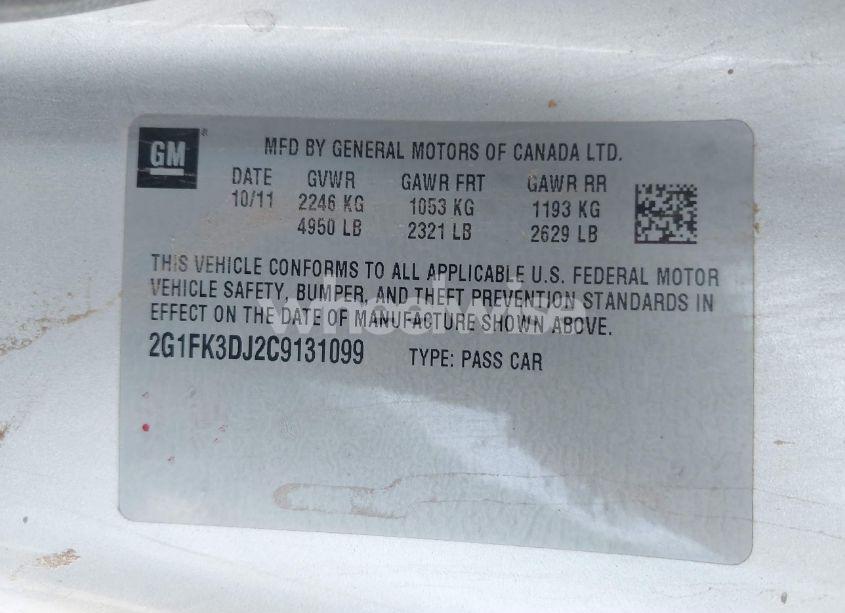 GM
MFD BY GENERAL MOTORS OF CANADA LTD.
DATE GVWR GAWR FRT GAWR RR
10/11 2246 KG 1053 KG 1193 KG
4950 LB 2321 LB 2629 LB
THIS VEHICLE CONFORMS TO ALL APPLICABLE U.S. FEDERAL MOTOR
VEHICLE SAFETY, BUMPER, AND THEFT PREVENTION STANDARDS IN
EFFECT ON THE DATE OF MANUFACTURE SHOWN ABOVE.
2G1FK3DJ2C9131099 TYPE: PASS CAR
wheelwise